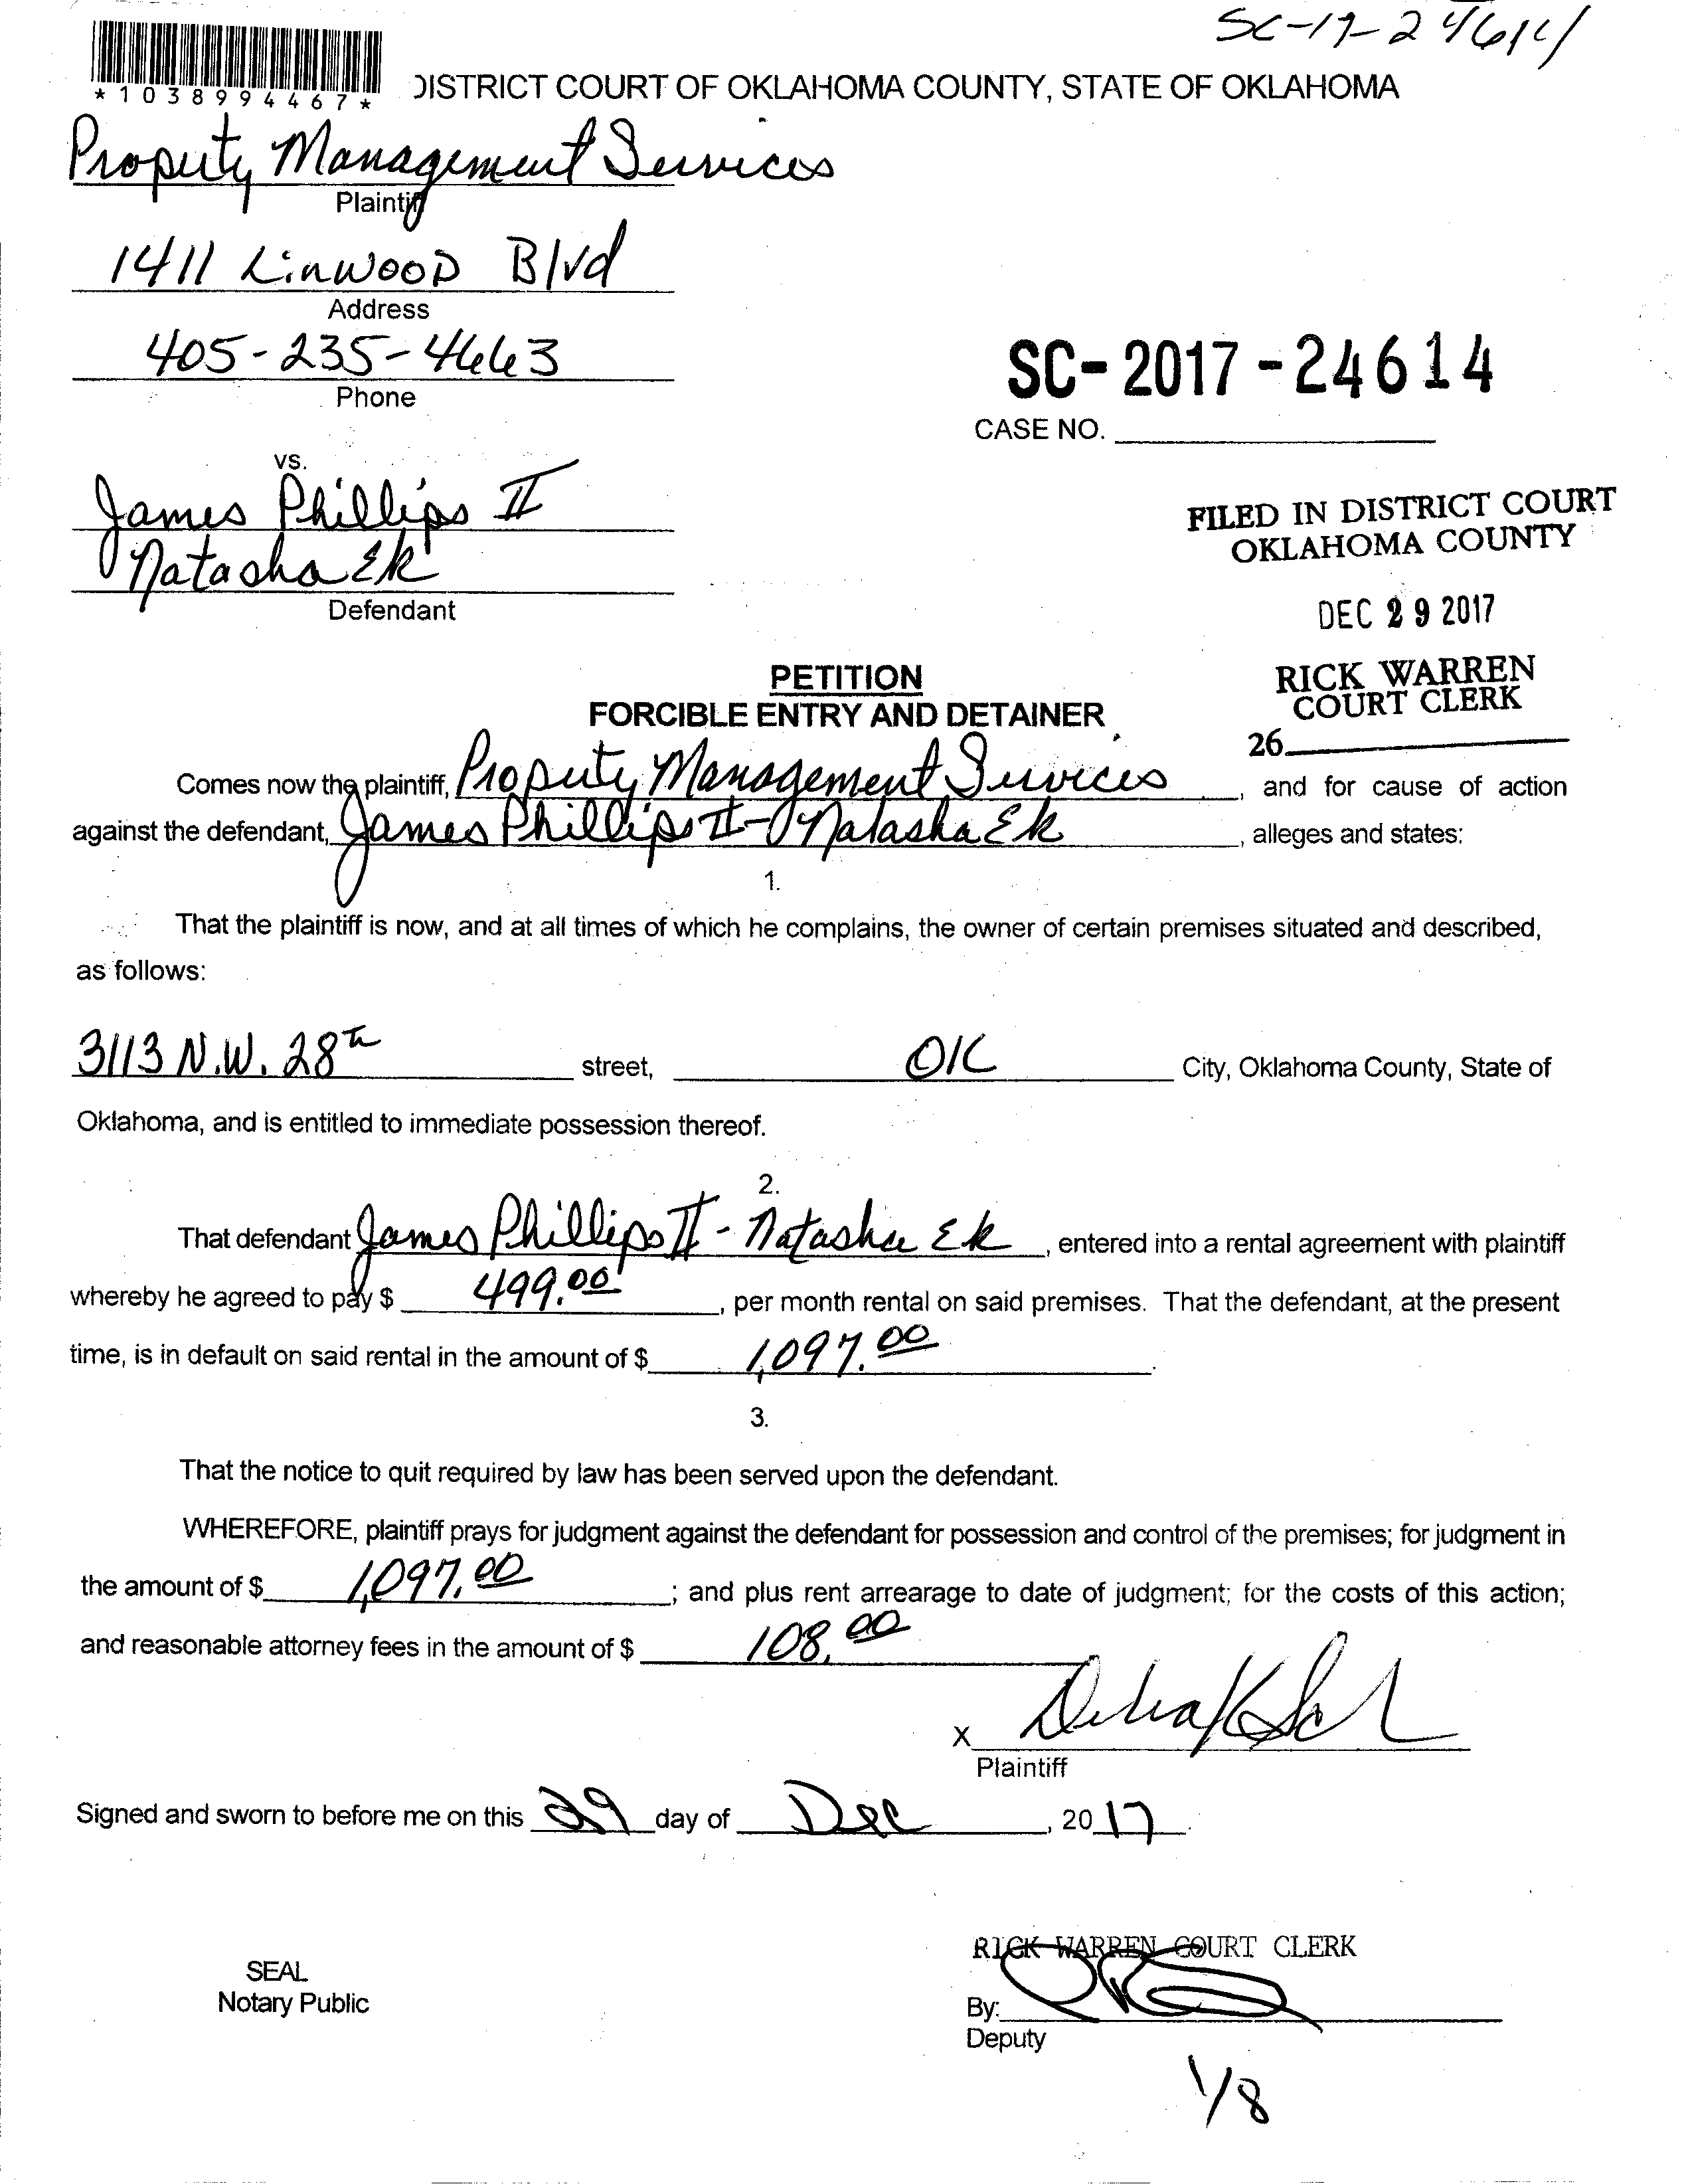 SC-17-24614
*1038994467*
DISTRICT COURT OF OKLAHOMA COUNTY, STATE OF OKLAHOMA
Property Management Services
Plaintiff
1411 Linwood Blvd
Address
405-235-4663
Phone
SC-2017-24614
CASE NO.
vs.
James Phillips II
Natasha Ek
Defendant
FILED IN DISTRICT COURT
OKLAHOMA COUNTY
DEC 29 2017
RICK WARREN
COURT CLERK
26
PETITION
FORCIBLE ENTRY AND DETAINER
Comes now the plaintiff, Property Management Services, and for cause of action
against the defendant, James Phillips II - Natasha Ek, alleges and states:
1.
That the plaintiff is now, and at all times of which he complains, the owner of certain premises situated and described,
as follows:
3113 N.W. 28th street, OK City, Oklahoma County, State of
Oklahoma, and is entitled to immediate possession thereof.
2.
That defendant James Phillips II - Natasha Ek, entered into a rental agreement with plaintiff
whereby he agreed to pay $ 499.00, per month rental on said premises. That the defendant, at the present
time, is in default on said rental in the amount of $ 1,097.00.
3.
That the notice to quit required by law has been served upon the defendant.
WHEREFORE, plaintiff prays for judgment against the defendant for possession and control of the premises; for judgment in
the amount of $ 1,097.00; and plus rent arrearage to date of judgment; for the costs of this action;
and reasonable attorney fees in the amount of $ 108.00
X
Plaintiff
Signed and sworn to before me on this 29 day of Dec, 2017.
SEAL
Notary Public
RICK WARREN COURT CLERK
By:
Deputy
1/8